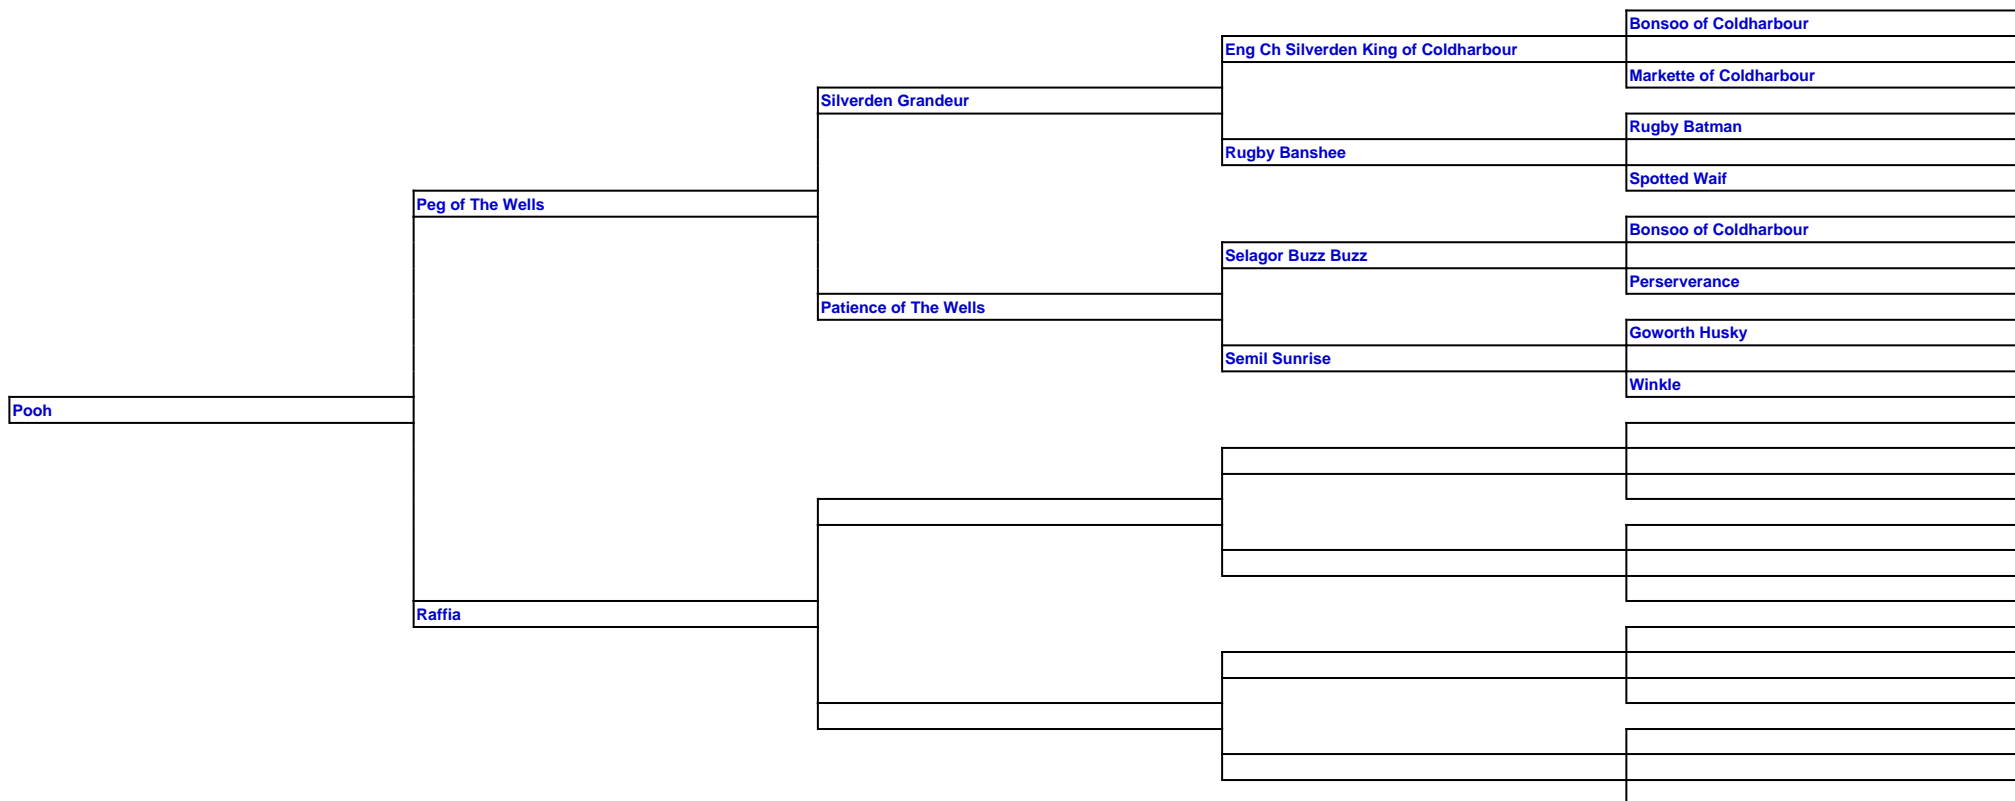 Bonsoo of Coldharbour
Eng Ch Silverden King of Coldharbour
Markette of Coldharbour
Silverden Grandeur
Rugby Batman
Rugby Banshee
Spotted Waif
Peg of The Wells
Bonsoo of Coldharbour
Selagor Buzz Buzz
Perserverance
Patience of The Wells
Goworth Husky
Semil Sunrise
Winkle
Pooh
Raffia